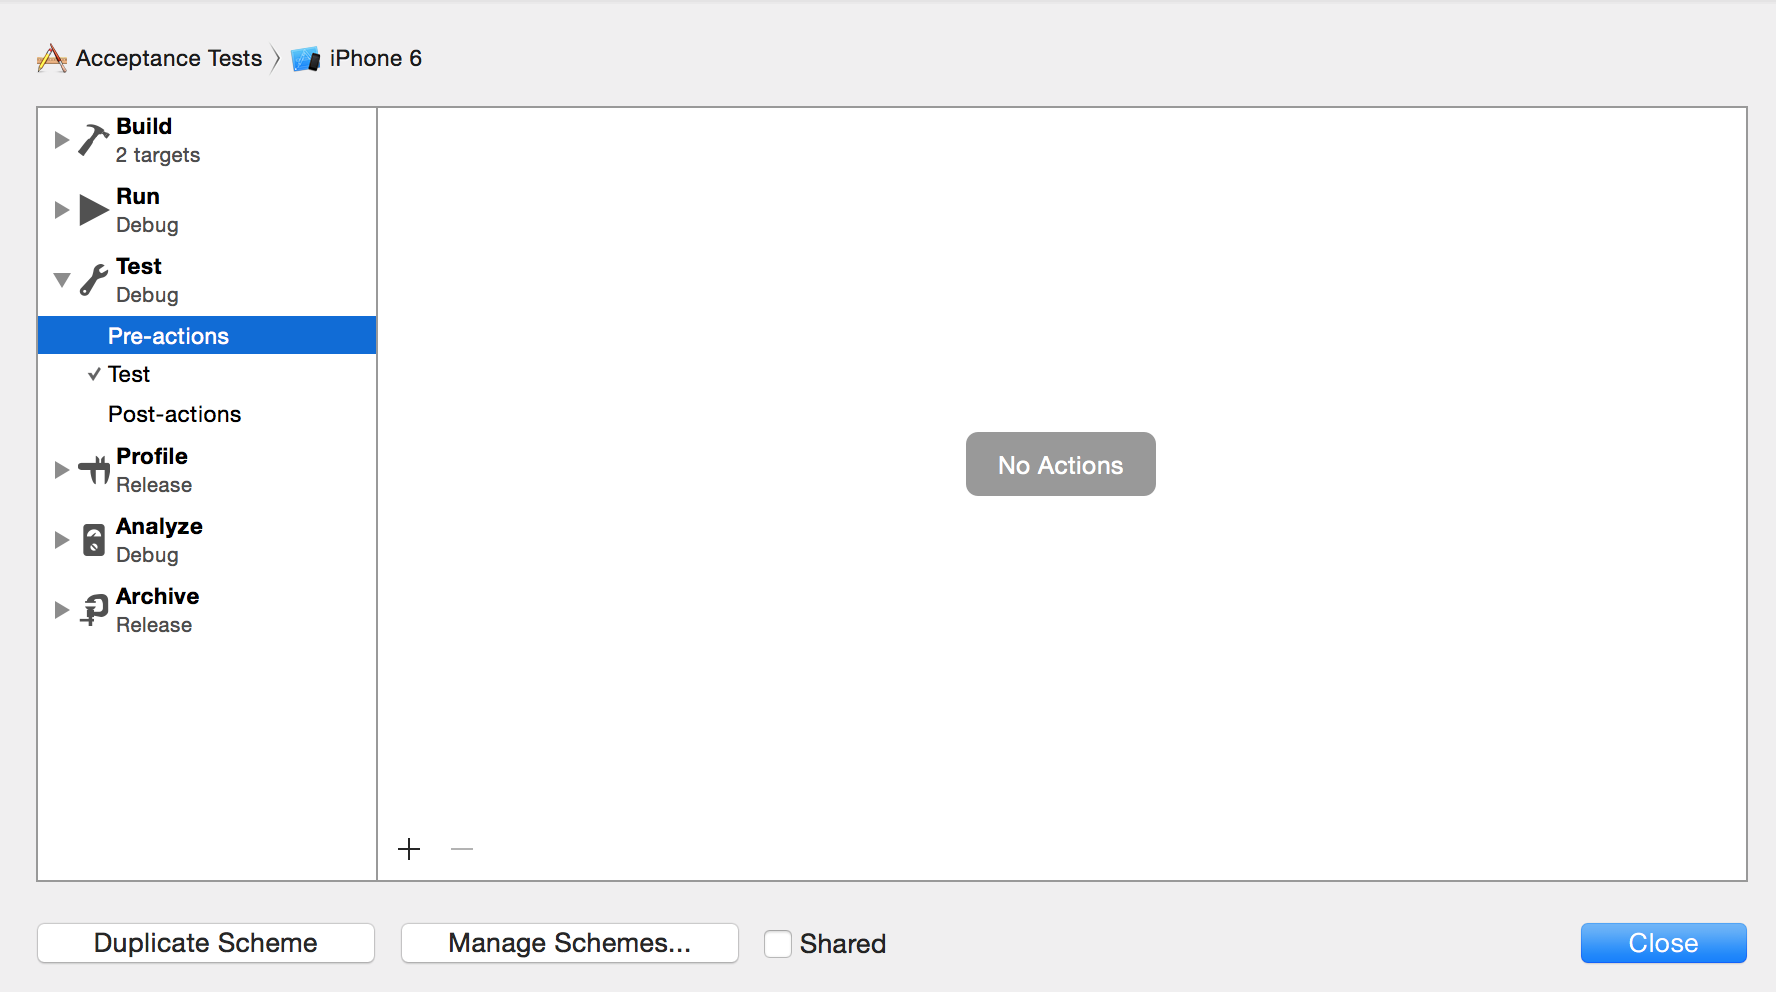 Acceptance Tests iPhone 6
Build
2 targets
Run
Debug
Test
Debug
Pre-actions
Test
Post-actions
Profile
Release
Analyze
Debug
Archive
Release
No Actions
Duplicate Scheme Manage Schemes... Shared Close